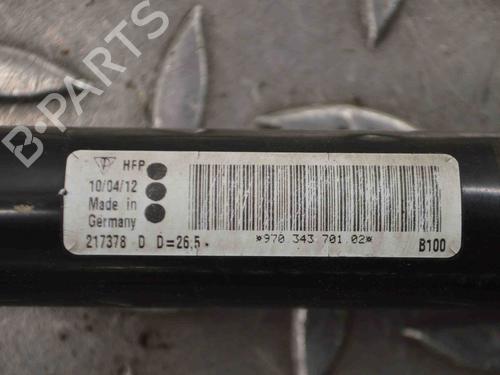 B-PARTS
HFP
10/04/12
Made in
Germany
217378 D D=26,5
*970 343 701.02*
B100